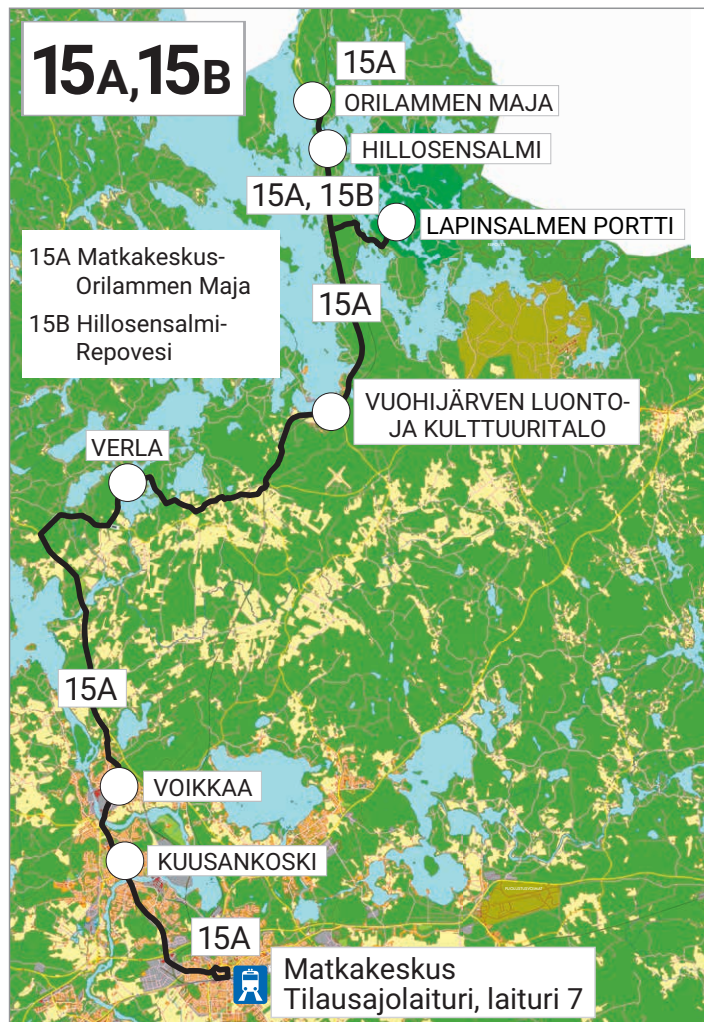 15A,15B
15A
ORILAMMEN MAJA
HILLOSENSALMI
15A, 15B
LAPINSALMEN PORTTI
15A Matkakeskus-
Orilammen Maja
15B Hillosensalmi-
Repovesi
15A
VUOHIJÄRVEN LUONTO-
JA KULTTUURITALO
VERLA
15A
VOIKKAA
KUUSANKOSKI
15A
Matkakeskus
Tilausajolaituri, laituri 7